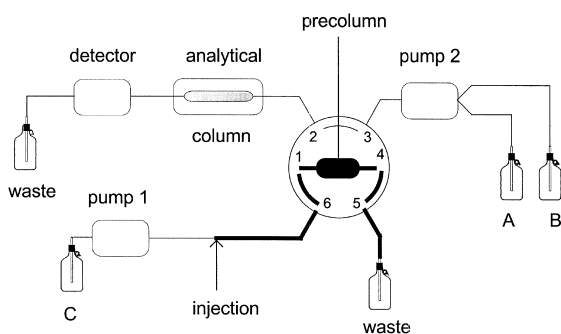 precolumn
detector
analytical
pump 2
2
3
column
1
4
waste
6
5
pump 1
A
B
C
injection
waste